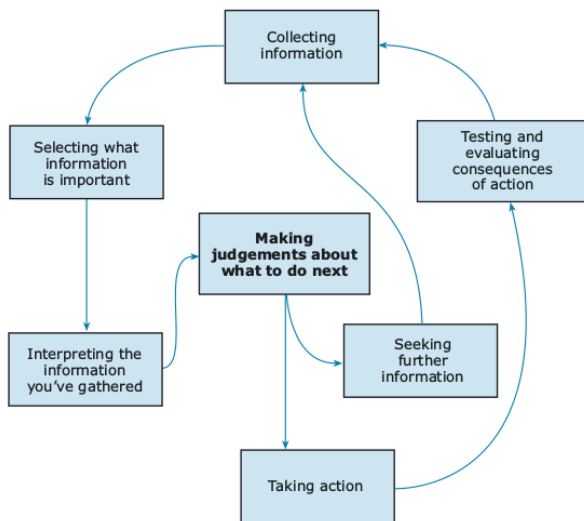 Collecting
information
Testing and
evaluating
consequences
of action
Selecting what
information
is important
Making
judgements about
what to do next
Interpreting the
information
you've gathered
Seeking
further
information
Taking action